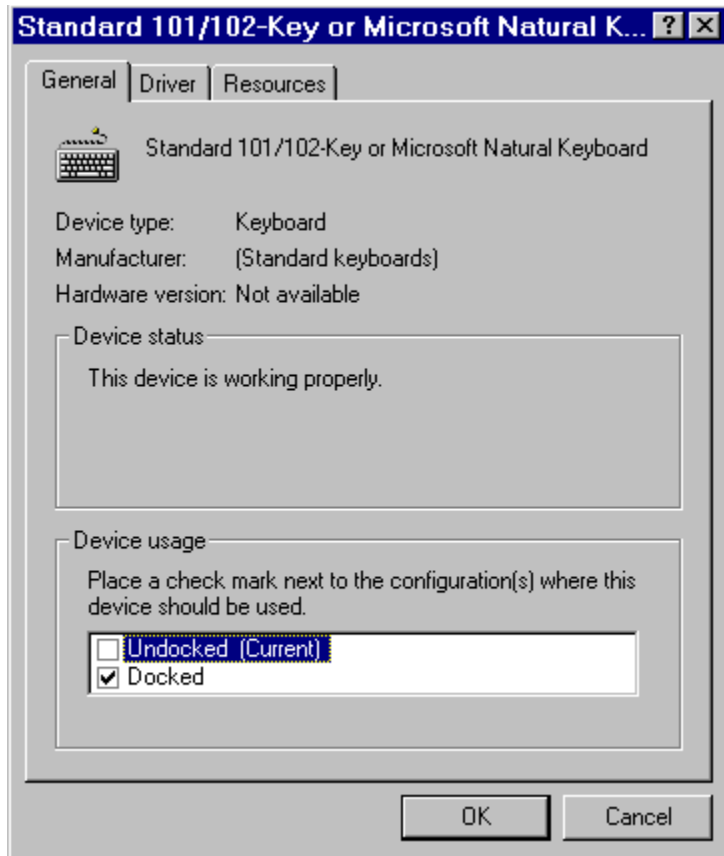 Standard 101/102-Key or Microsoft Natural K...
General Driver Resources
Standard 101/102-Key or Microsoft Natural Keyboard
Device type: Keyboard
Manufacturer: (Standard keyboards)
Hardware version: Not available
Device status
This device is working properly.
Device usage
Place a check mark next to the configuration(s) where this
device should be used.
Undocked (Current)
Docked
OK Cancel